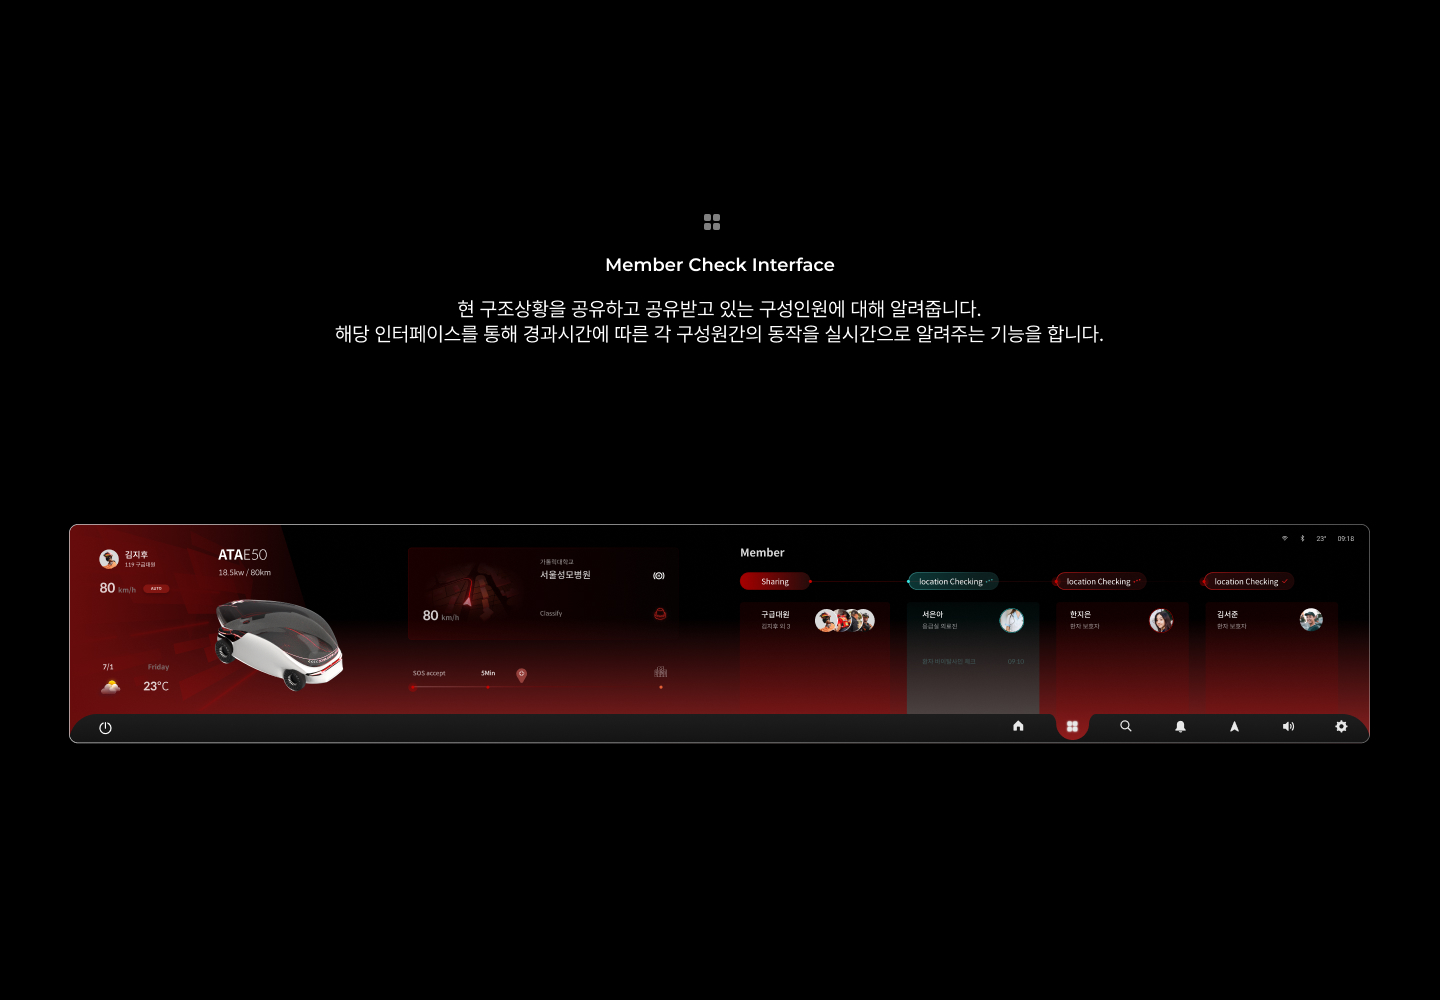 Member Check Interface
현 구조상황을 공유하고 공유받고 있는 구성인원에 대해 알려줍니다.
해당 인터페이스를 통해 경과시간에 따른 각 구성원간의 동작을 실시간으로 알려주는 기능을 합니다.
23° 09:18
김지후
119 구급대원
80 km/h AUTO
ATAE50
18.5kw / 80km
7/1 Friday
23°C
80 km/h
가톨릭대학교
서울성모병원
Classify
SOS accept 5Min
Member
Sharing
구급대원
김지후 외 3
location Checking
서은아
응급실 의료진
09:10
location Checking
한지은
환자 보호자
location Checking
김서준
환자 보호자